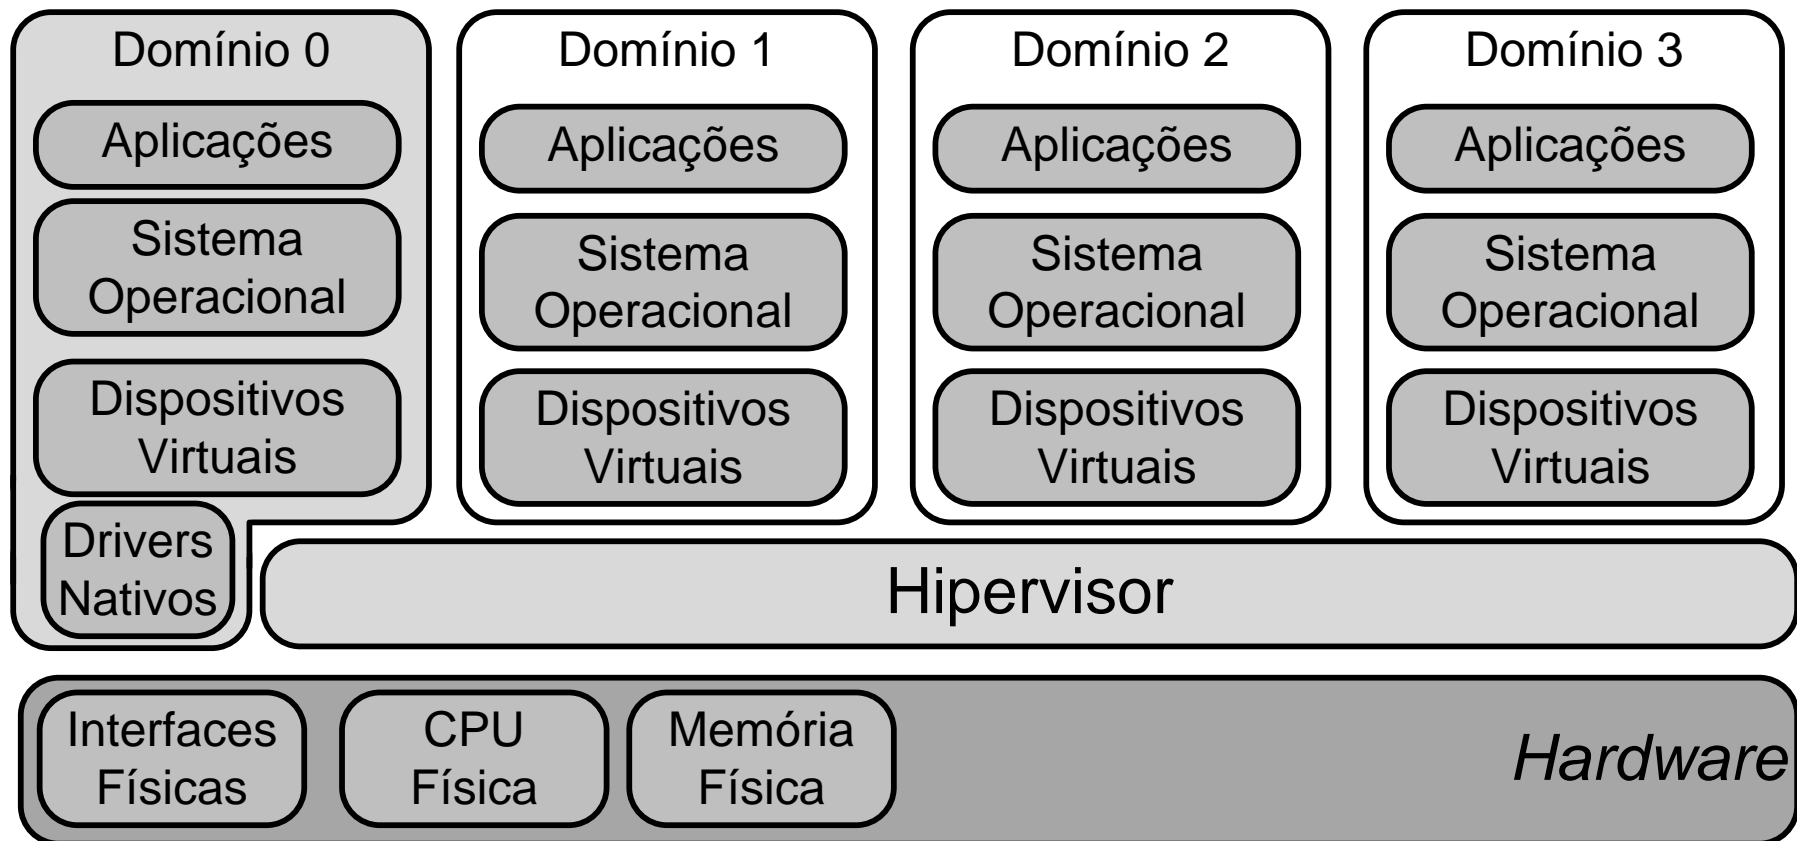 Domínio 0
Aplicações
Sistema
Operacional
Dispositivos
Virtuais
Drivers
Nativos
Domínio 1
Aplicações
Sistema
Operacional
Dispositivos
Virtuais
Domínio 2
Aplicações
Sistema
Operacional
Dispositivos
Virtuais
Domínio 3
Aplicações
Sistema
Operacional
Dispositivos
Virtuais
Hipervisor
Interfaces
Físicas
CPU
Física
Memória
Física
Hardware